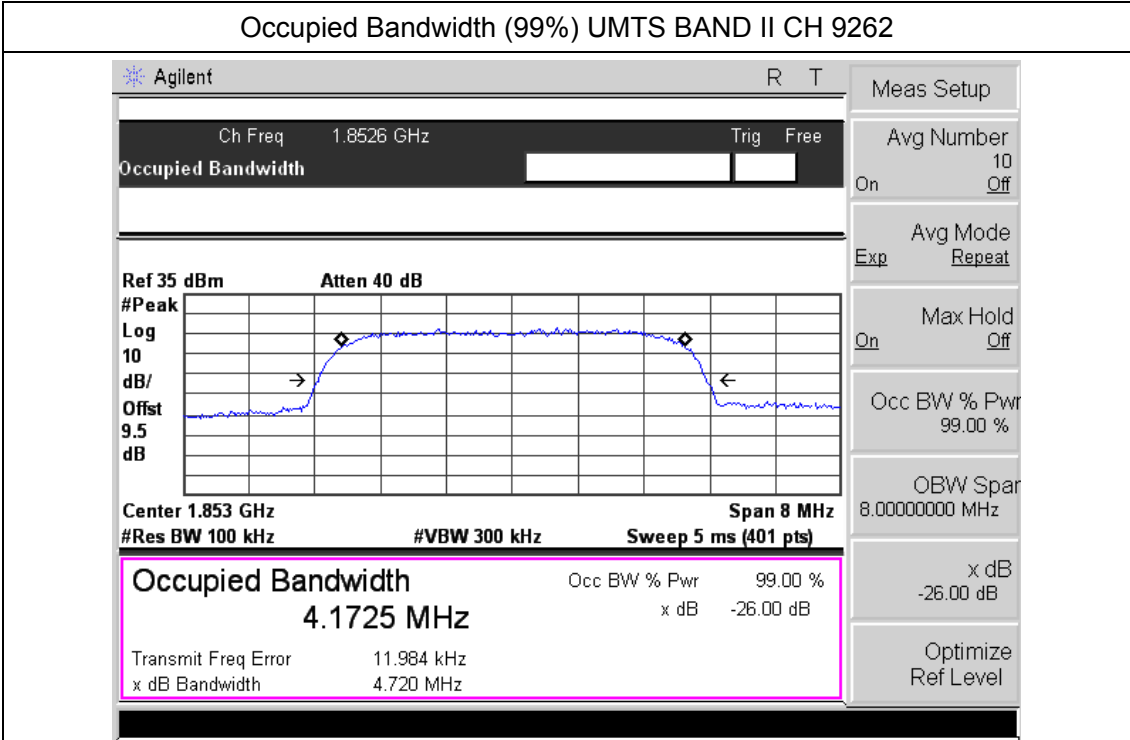 Occupied Bandwidth (99%) UMTS BAND II CH 9262
Agilent R T
Ch Freq 1.8526 GHz Trig Free
Occupied Bandwidth
Ref 35 dBm Atten 40 dB
#Peak
Log
10
dB/
Offst
9.5
dB
Center 1.853 GHz Span 8 MHz
#Res BW 100 kHz #VBW 300 kHz Sweep 5 ms (401 pts)
Occupied Bandwidth Occ BW % Pwr 99.00 %
4.1725 MHz x dB -26.00 dB
Transmit Freq Error 11.984 kHz
x dB Bandwidth 4.720 MHz
Meas Setup
Avg Number
10
On Off
Avg Mode
Exp Repeat
Max Hold
On Off
Occ BW % Pwr
99.00 %
OBW Span
8.00000000 MHz
x dB
-26.00 dB
Optimize
Ref Level